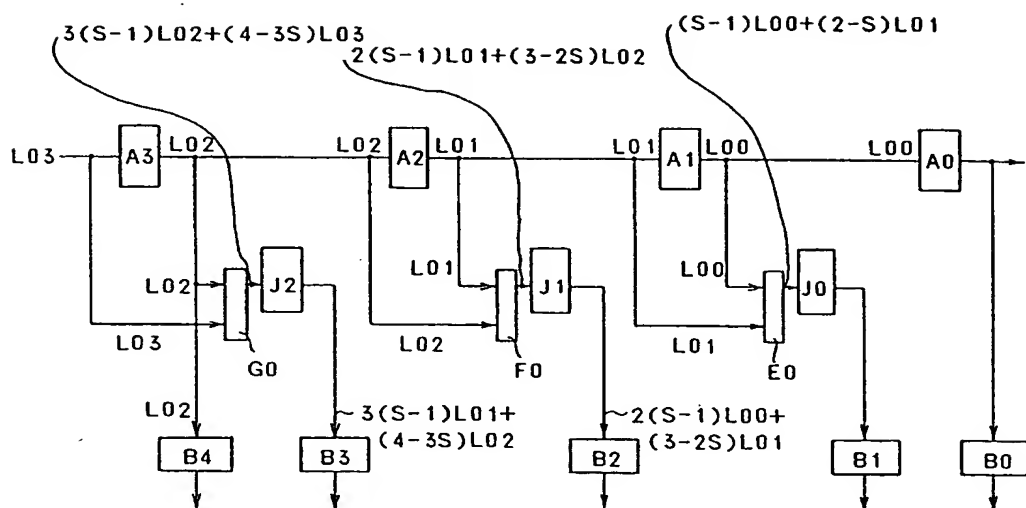 3(S-1)L02+(4-3S)L03
2(S-1)L01+(3-2S)L02
(S-1)L00+(2-S)L01
L03 A3 L02 L02 A2 L01 L01 A1 L00 L00 A0
L02 J2 L01 J1 L00 J0
L03 G0 L02 F0 L01 E0
L02 3(S-1)L01+ 2(S-1)L00+
(4-3S)L02 (3-2S)L01
B4 B3 B2 B1 B0